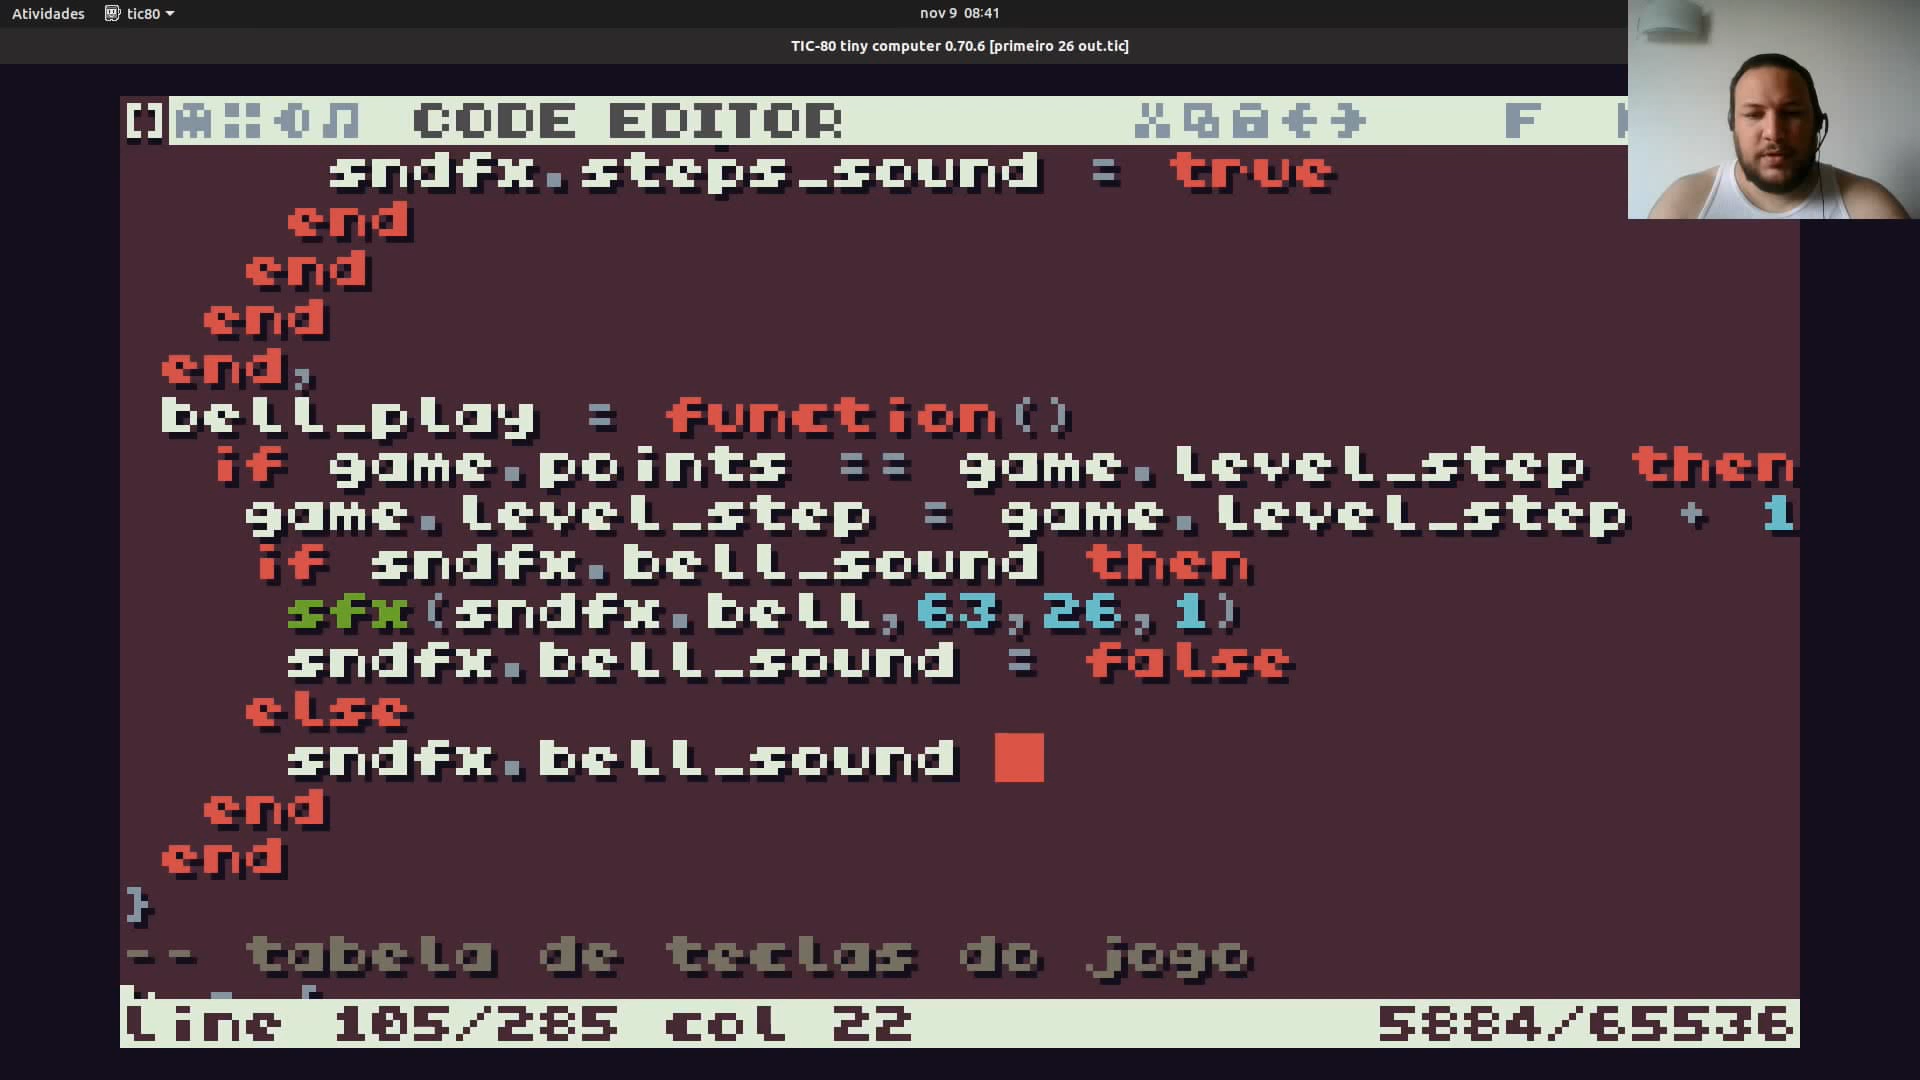 Atividades tic80 nov 9 08:41
TIC-80 tiny computer 0.70.6 [primeiro 26 out.tic]
CODE EDITOR F
sndfx.steps_sound = true
end
end
end
end,
bell_play = function()
if game.points == game.level_step then
game.level_step = game.level_step + 1
if sndfx.bell_sound then
sfx(sndfx.bell,63,26,1)
sndfx.bell_sound = false
else
sndfx.bell_sound
end
end
}
-- tabela de teclas do jogo
line 105/285 col 22 5884/65536